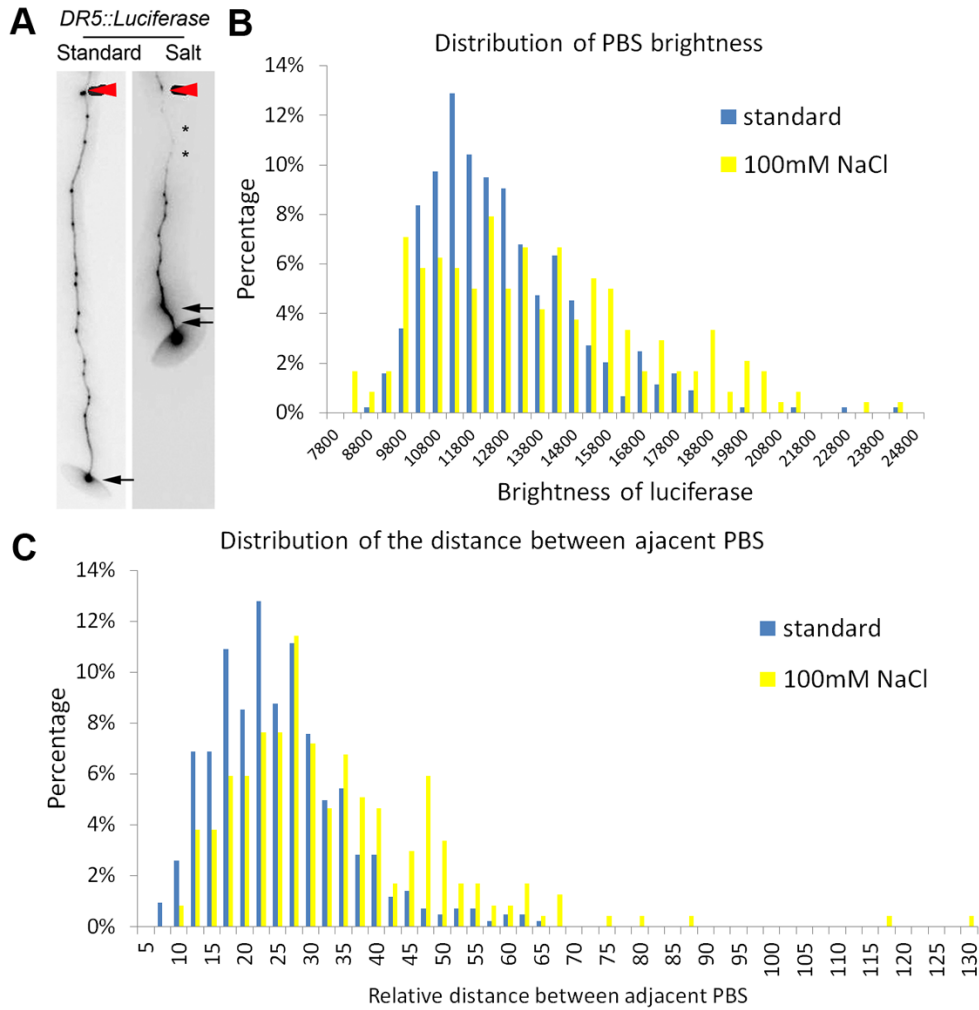 A
DR5::Luciferase
Standard Salt
*
*
B
Distribution of PBS brightness
14%
12%
10%
8%
6%
4%
2%
0%
Percentage
standard
100mM NaCl
7800 8800 9800 10800 11800 12800 13800 14800 15800 16800 17800 18800 19800 20800 21800 22800 23800 24800
Brightness of luciferase
C
Distribution of the distance between ajacent PBS
14%
12%
10%
8%
6%
4%
2%
0%
Percentage
standard
100mM NaCl
5 10 15 20 25 30 35 40 45 50 55 60 65 70 75 80 85 90 95 100 105 110 115 120 125 130
Relative distance between adjacent PBS